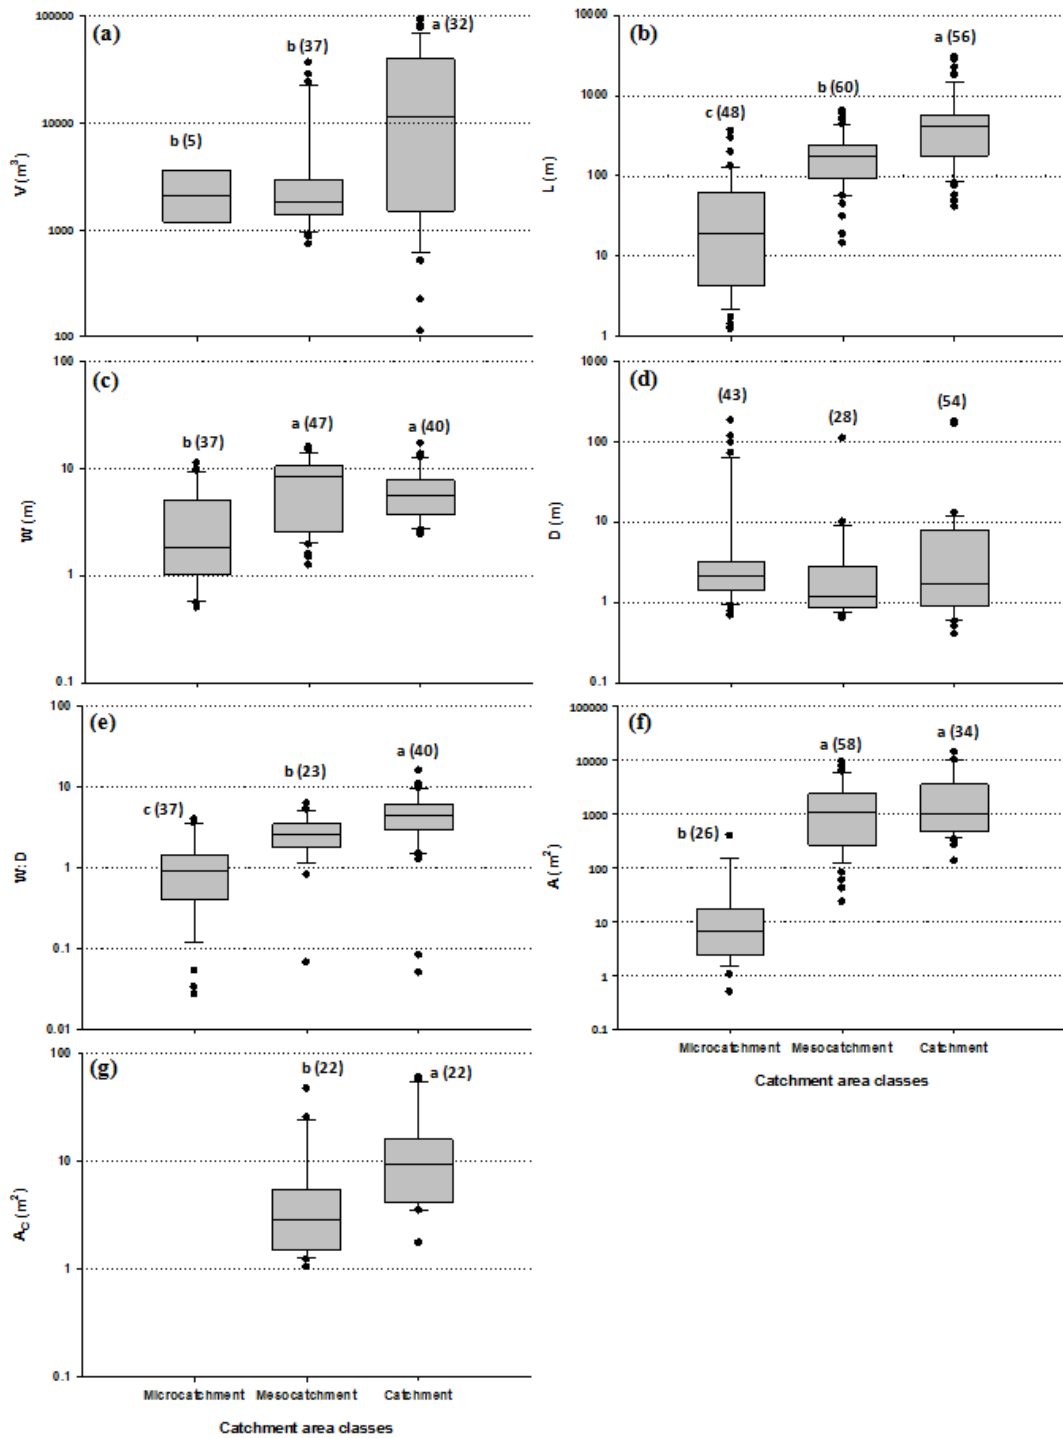 (a)
a (32)
b (37)
b (5)
100000
10000
1000
100
V (m³)
(b)
a (56)
b (60)
c (48)
10000
1000
100
10
1
L (m)
(c)
b (37)
a (47)
a (40)
100
10
1
0.1
W (m)
(d)
(43)
(28)
(54)
1000
100
10
1
0.1
D (m)
(e)
c (37)
b (23)
a (40)
100
10
1
0.1
0.01
W:D
(f)
b (26)
a (58)
a (34)
100000
10000
1000
100
10
1
0.1
A (m²)
Microcatchment Mesocatchment Catchment
Catchment area classes
(g)
b (22)
a (22)
100
10
1
0.1
A_C (m²)
Microcatchment Mesocatchment Catchment
Catchment area classes